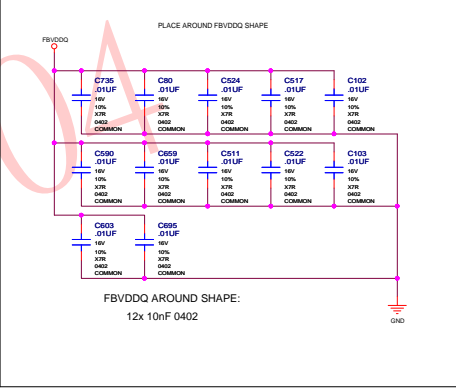 PLACE AROUND FBVDDQ SHAPE
FBVDDQ
C735 C80 C524 C517 C102
.01UF .01UF .01UF .01UF .01UF
16V 16V 16V 16V 16V
10% 10% 10% 10% 10%
X7R X7R X7R X7R X7R
0402 0402 0402 0402 0402
COMMON COMMON COMMON COMMON COMMON
C590 C659 C511 C522 C103
.01UF .01UF .01UF .01UF .01UF
16V 16V 16V 16V 16V
10% 10% 10% 10% 10%
X7R X7R X7R X7R X7R
0402 0402 0402 0402 0402
COMMON COMMON COMMON COMMON COMMON
C603 C695
.01UF .01UF
16V 16V
10% 10%
X7R X7R
0402 0402
COMMON COMMON
FBVDDQ AROUND SHAPE:
12x 10nF 0402
GND